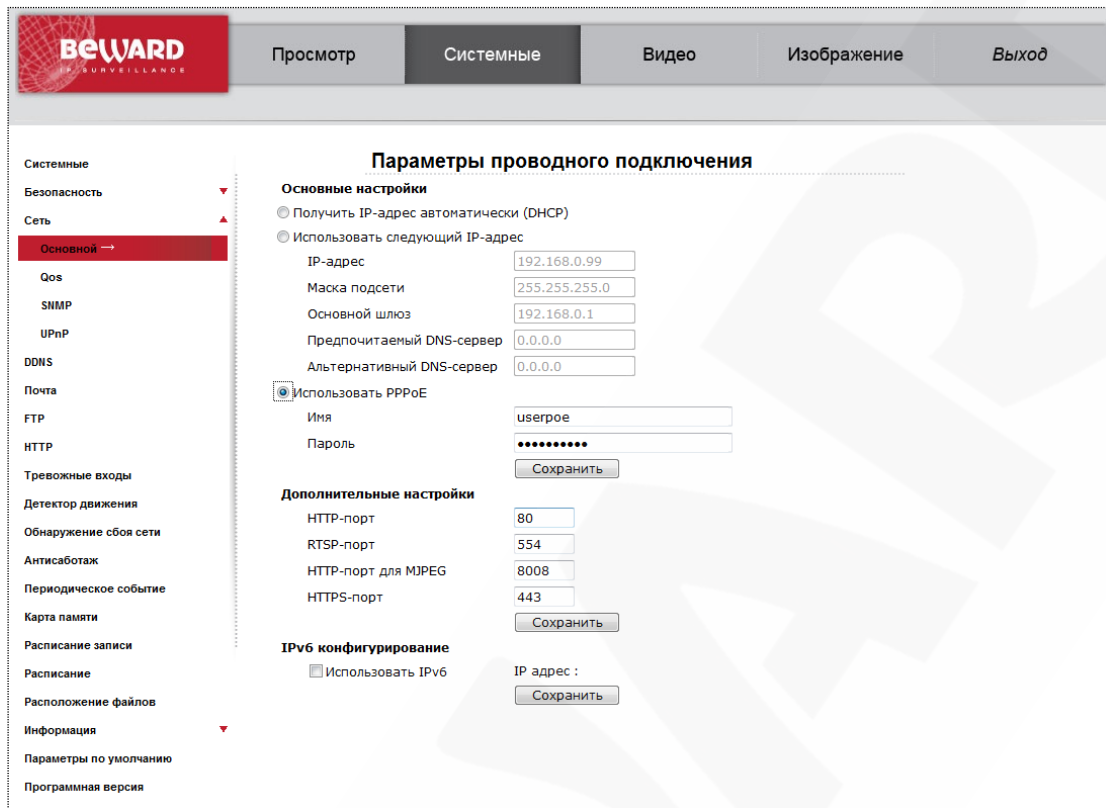 BEWARD
IP SURVEILLANCE
Просмотр
Системные
Видео
Изображение
Выход
Системные
Безопасность
Сеть
Основной →
Qos
SNMP
UPnP
DDNS
Почта
FTP
HTTP
Тревожные входы
Детектор движения
Обнаружение сбоя сети
Антисаботаж
Периодическое событие
Карта памяти
Расписание записи
Расписание
Расположение файлов
Информация
Параметры по умолчанию
Программная версия
Параметры проводного подключения
Основные настройки
Получить IP-адрес автоматически (DHCP)
Использовать следующий IP-адрес
IP-адрес 192.168.0.99
Маска подсети 255.255.255.0
Основной шлюз 192.168.0.1
Предпочитаемый DNS-сервер 0.0.0.0
Альтернативный DNS-сервер 0.0.0.0
Использовать PPPoE
Имя userpoe
Пароль ••••••••••
Сохранить
Дополнительные настройки
HTTP-порт 80
RTSP-порт 554
HTTP-порт для MJPEG 8008
HTTPS-порт 443
Сохранить
IPv6 конфигурирование
Использовать IPv6 IP адрес :
Сохранить